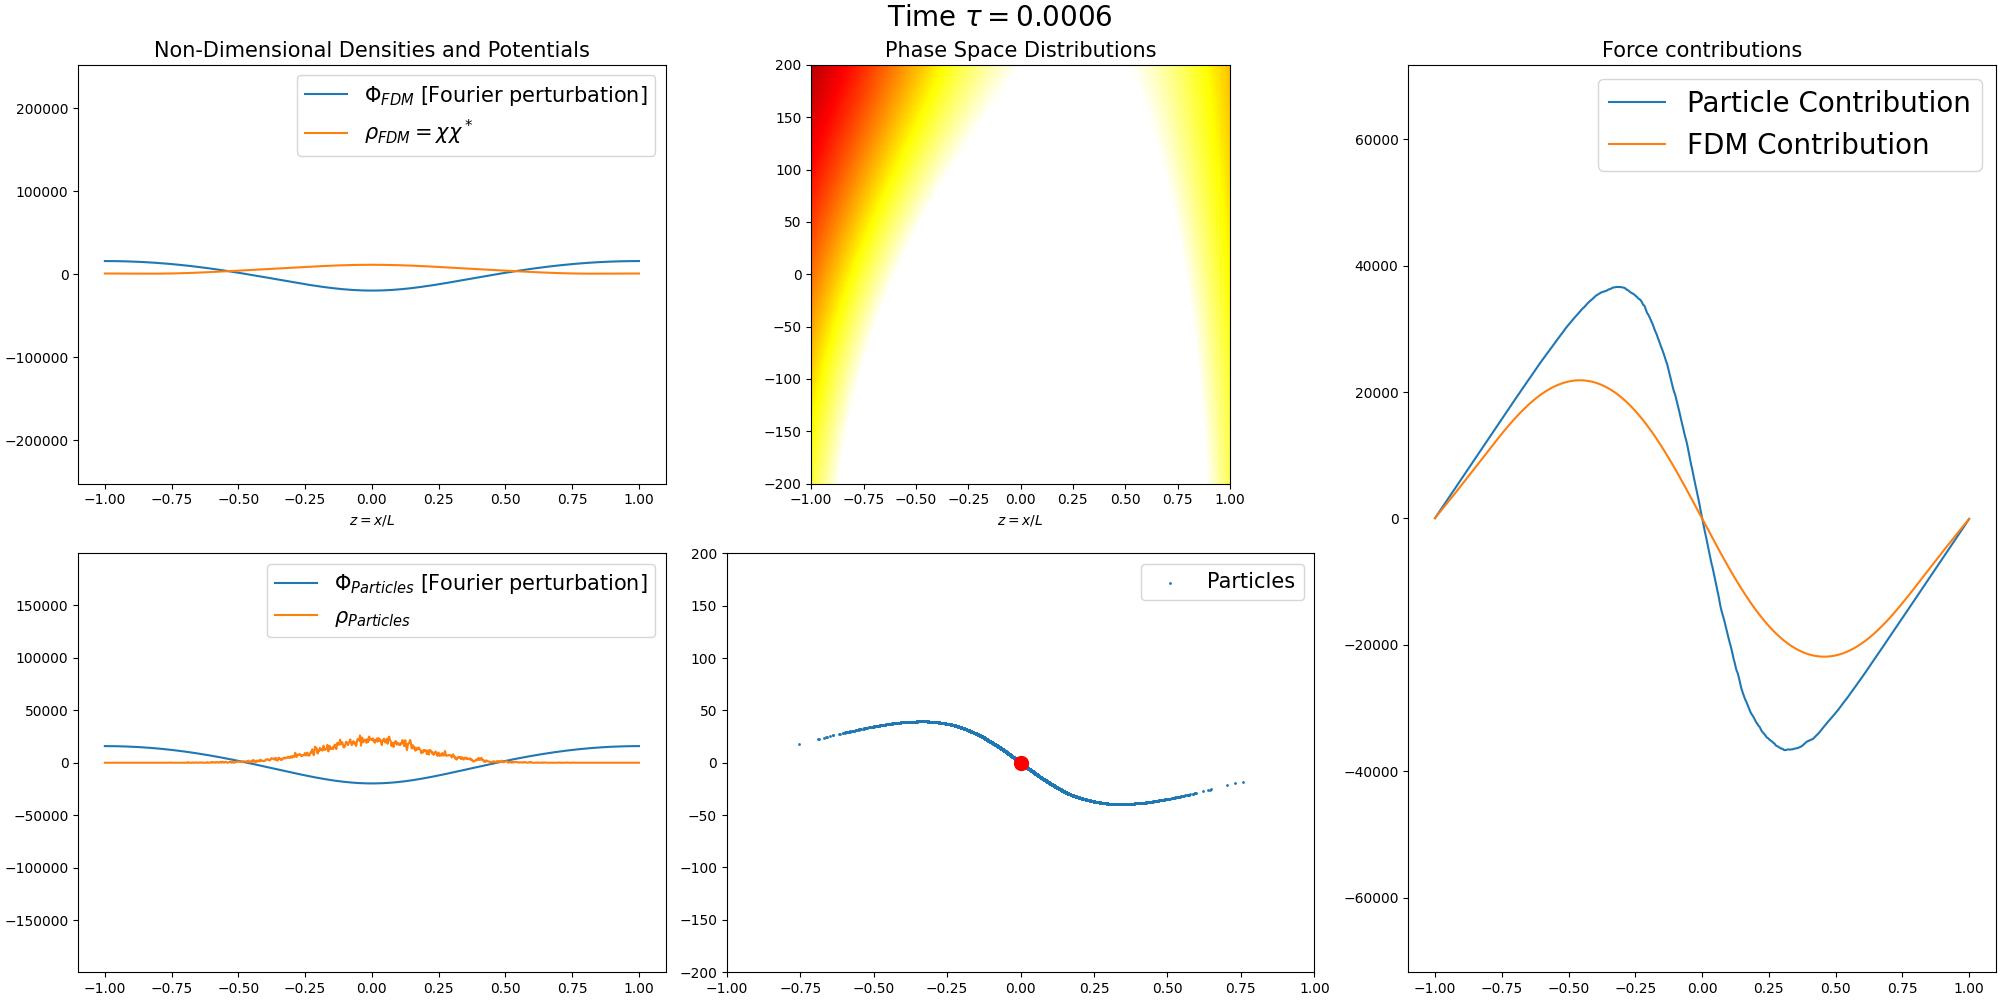 Time τ = 0.0006
Non-Dimensional Densities and Potentials
Φ_FDM [Fourier perturbation]
ρ_FDM = χχ*
200000
100000
0
−100000
−200000
−1.00 −0.75 −0.50 −0.25 0.00 0.25 0.50 0.75 1.00
z = x/L
Phase Space Distributions
200
150
100
50
0
−50
−100
−150
−200
−1.00 −0.75 −0.50 −0.25 0.00 0.25 0.50 0.75 1.00
z = x/L
Force contributions
Particle Contribution
FDM Contribution
60000
40000
20000
0
−20000
−40000
−60000
−1.00 −0.75 −0.50 −0.25 0.00 0.25 0.50 0.75 1.00
Φ_Particles [Fourier perturbation]
ρ_Particles
150000
100000
50000
0
−50000
−100000
−150000
−1.00 −0.75 −0.50 −0.25 0.00 0.25 0.50 0.75 1.00
Particles
200
150
100
50
0
−50
−100
−150
−200
−1.00 −0.75 −0.50 −0.25 0.00 0.25 0.50 0.75 1.00